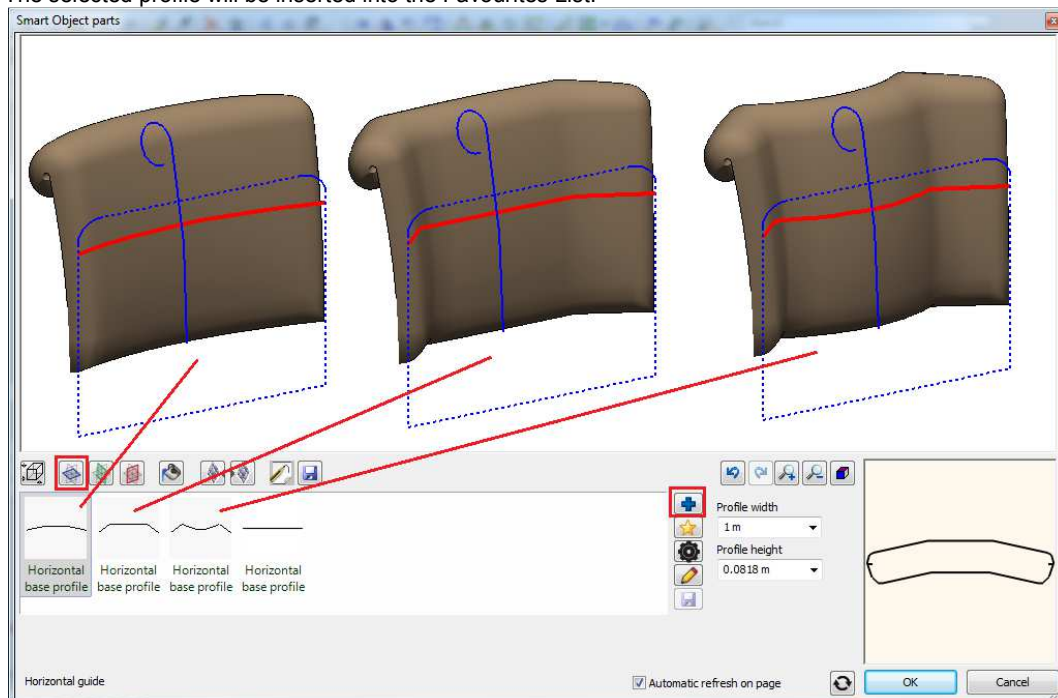 The selected profile will be inserted into the Favourites List.
Smart Object parts
Profile width
1 m
Profile height
0.0818 m
Horizontal base profile
Horizontal base profile
Horizontal base profile
Horizontal base profile
Horizontal guide
Automatic refresh on page
OK
Cancel